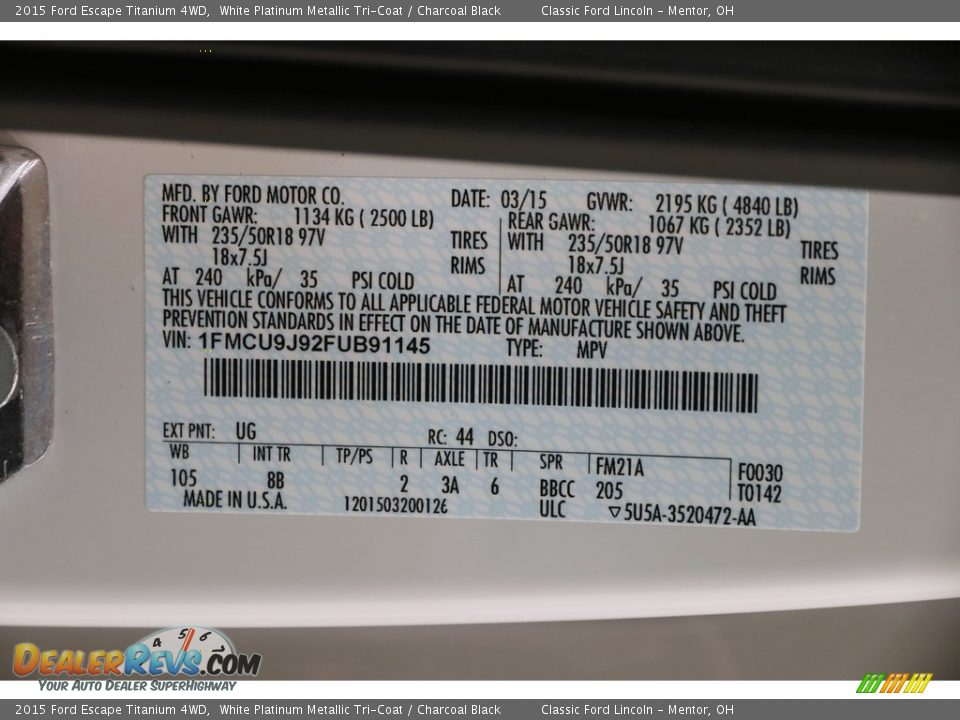 2015 Ford Escape Titanium 4WD, White Platinum Metallic Tri-Coat / Charcoal Black Classic Ford Lincoln - Mentor, OH
MFD. BY FORD MOTOR CO. DATE: 03/15 GVWR: 2195 KG ( 4840 LB)
FRONT GAWR: 1134 KG ( 2500 LB) REAR GAWR: 1067 KG ( 2352 LB)
WITH 235/50R18 97V TIRES WITH 235/50R18 97V TIRES
18x7.5J RIMS 18x7.5J RIMS
AT 240 kPa/ 35 PSI COLD AT 240 kPa/ 35 PSI COLD
THIS VEHICLE CONFORMS TO ALL APPLICABLE FEDERAL MOTOR VEHICLE SAFETY AND THEFT
PREVENTION STANDARDS IN EFFECT ON THE DATE OF MANUFACTURE SHOWN ABOVE.
VIN: 1FMCU9J92FUB91145 TYPE: MPV
EXT PNT: UG RC: 44 DSO:
WB INT TR TP/PS R AXLE TR SPR FM21A F0030
105 8B 2 3A 6 BBCC 205 T0142
MADE IN U.S.A. 1201503200126 ULC ▽5U5A-3520472-AA
4 5 6
DEALERREVS.COM
YOUR AUTO DEALER SUPERHIGHWAY
2015 Ford Escape Titanium 4WD, White Platinum Metallic Tri-Coat / Charcoal Black Classic Ford Lincoln - Mentor, OH